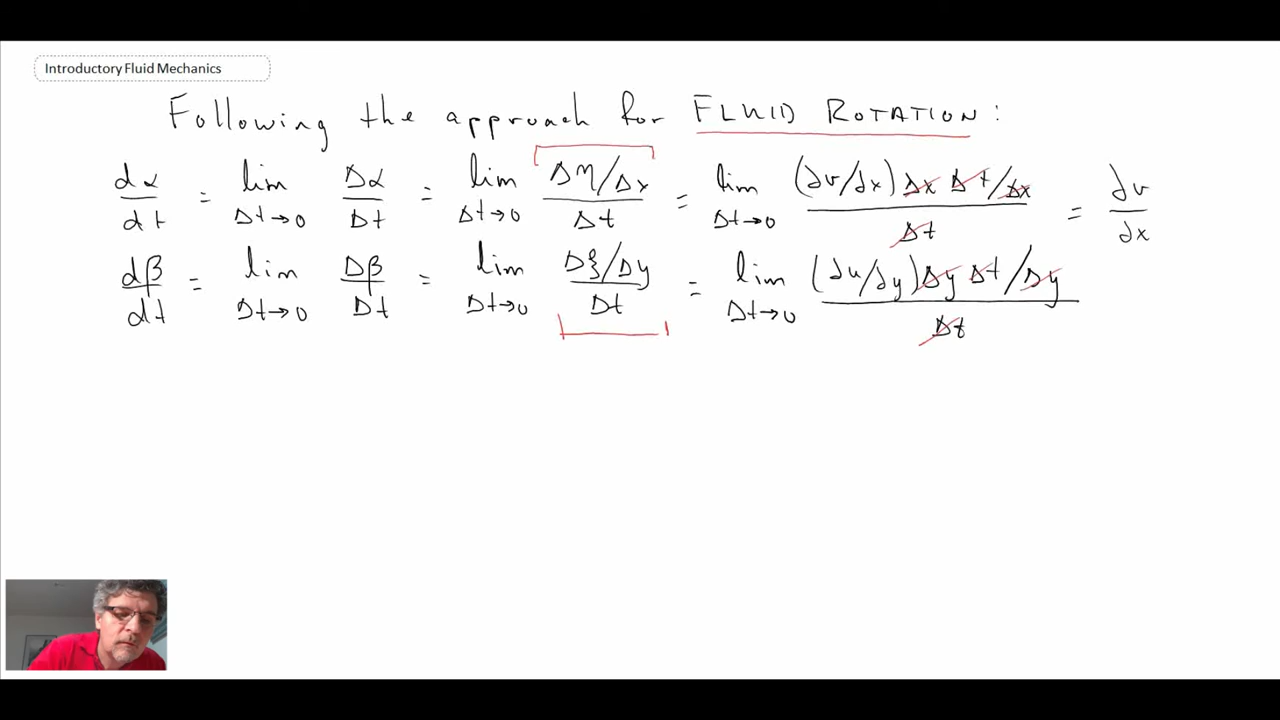 Introductory Fluid Mechanics
Following the approach for FLUID ROTATION:
dα/dt = lim Δt→0 Δα/Δt = lim Δt→0 (Δη/Δx)/Δt = lim Δt→0 (∂v/∂x) Δx Δt/Δx / Δt = ∂v/∂x
dβ/dt = lim Δt→0 Δβ/Δt = lim Δt→0 (Δξ/Δy)/Δt = lim Δt→0 (∂u/∂y) Δy Δt/Δy / Δt